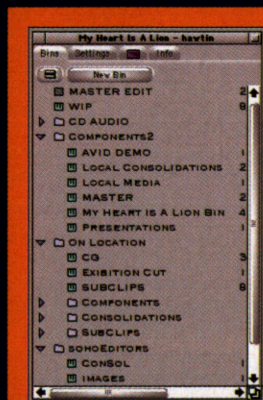 My Heart Is A Lion - hawtin
Bins Settings Info
New Bin
MASTER EDIT 2
WIP 8
CD AUDIO
COMPONENTS2
AVID DEMO 1
LOCAL CONSOLIDATIONS 2
LOCAL MEDIA 1
MASTER 2
MY HEART IS A LION BIN 4
PRESENTATIONS 1
ON LOCATION
CG 3
EXIBITION CUT 1
SUBCLIPS 8
COMPONENTS
CONSOLIDATIONS
SUBCLIPS
SOHOEDITORS
CONSOL 1
IMAGES 1